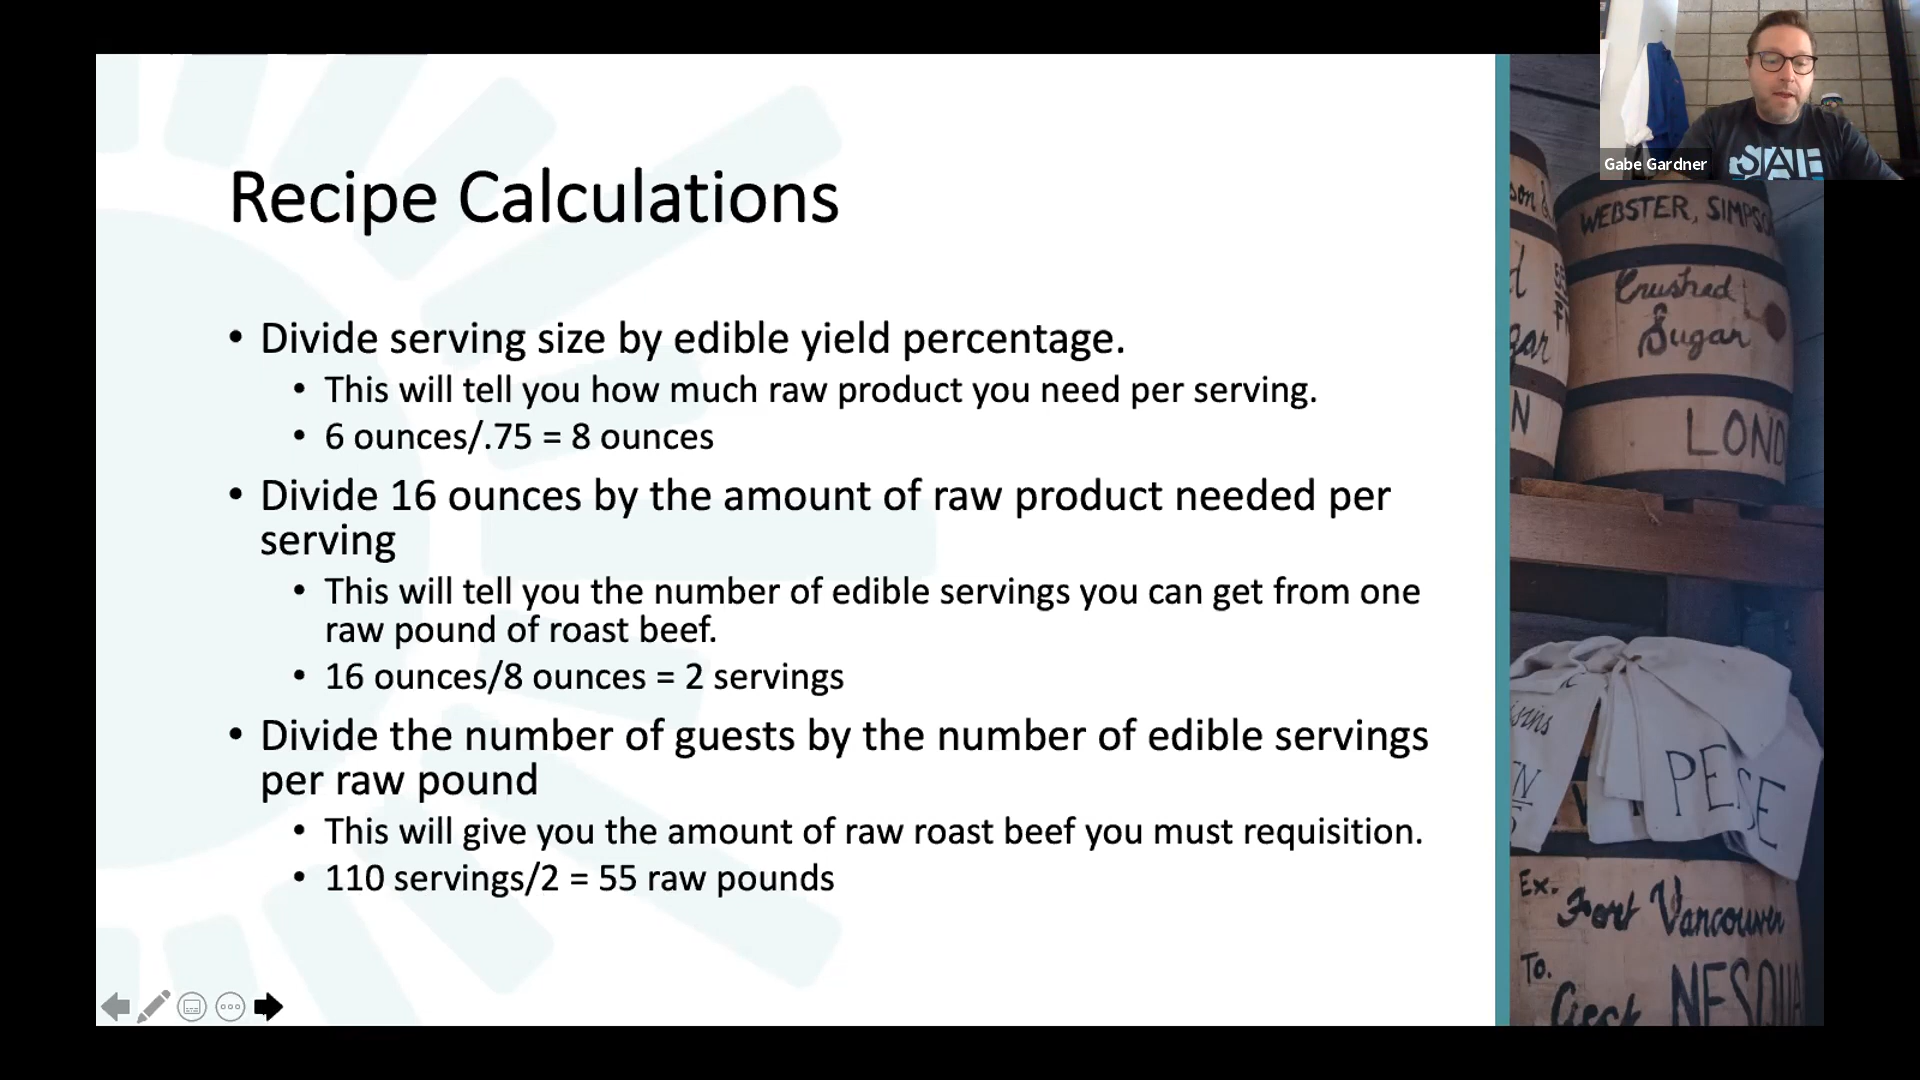 Recipe Calculations
• Divide serving size by edible yield percentage.
• This will tell you how much raw product you need per serving.
• 6 ounces/.75 = 8 ounces
• Divide 16 ounces by the amount of raw product needed per
serving
• This will tell you the number of edible servings you can get from one
raw pound of roast beef.
• 16 ounces/8 ounces = 2 servings
• Divide the number of guests by the number of edible servings
per raw pound
• This will give you the amount of raw roast beef you must requisition.
• 110 servings/2 = 55 raw pounds
Gabe Gardner
STATE
WEBSTER,
Crushed
Sugar
Ex.
Fort Vancouver
To.